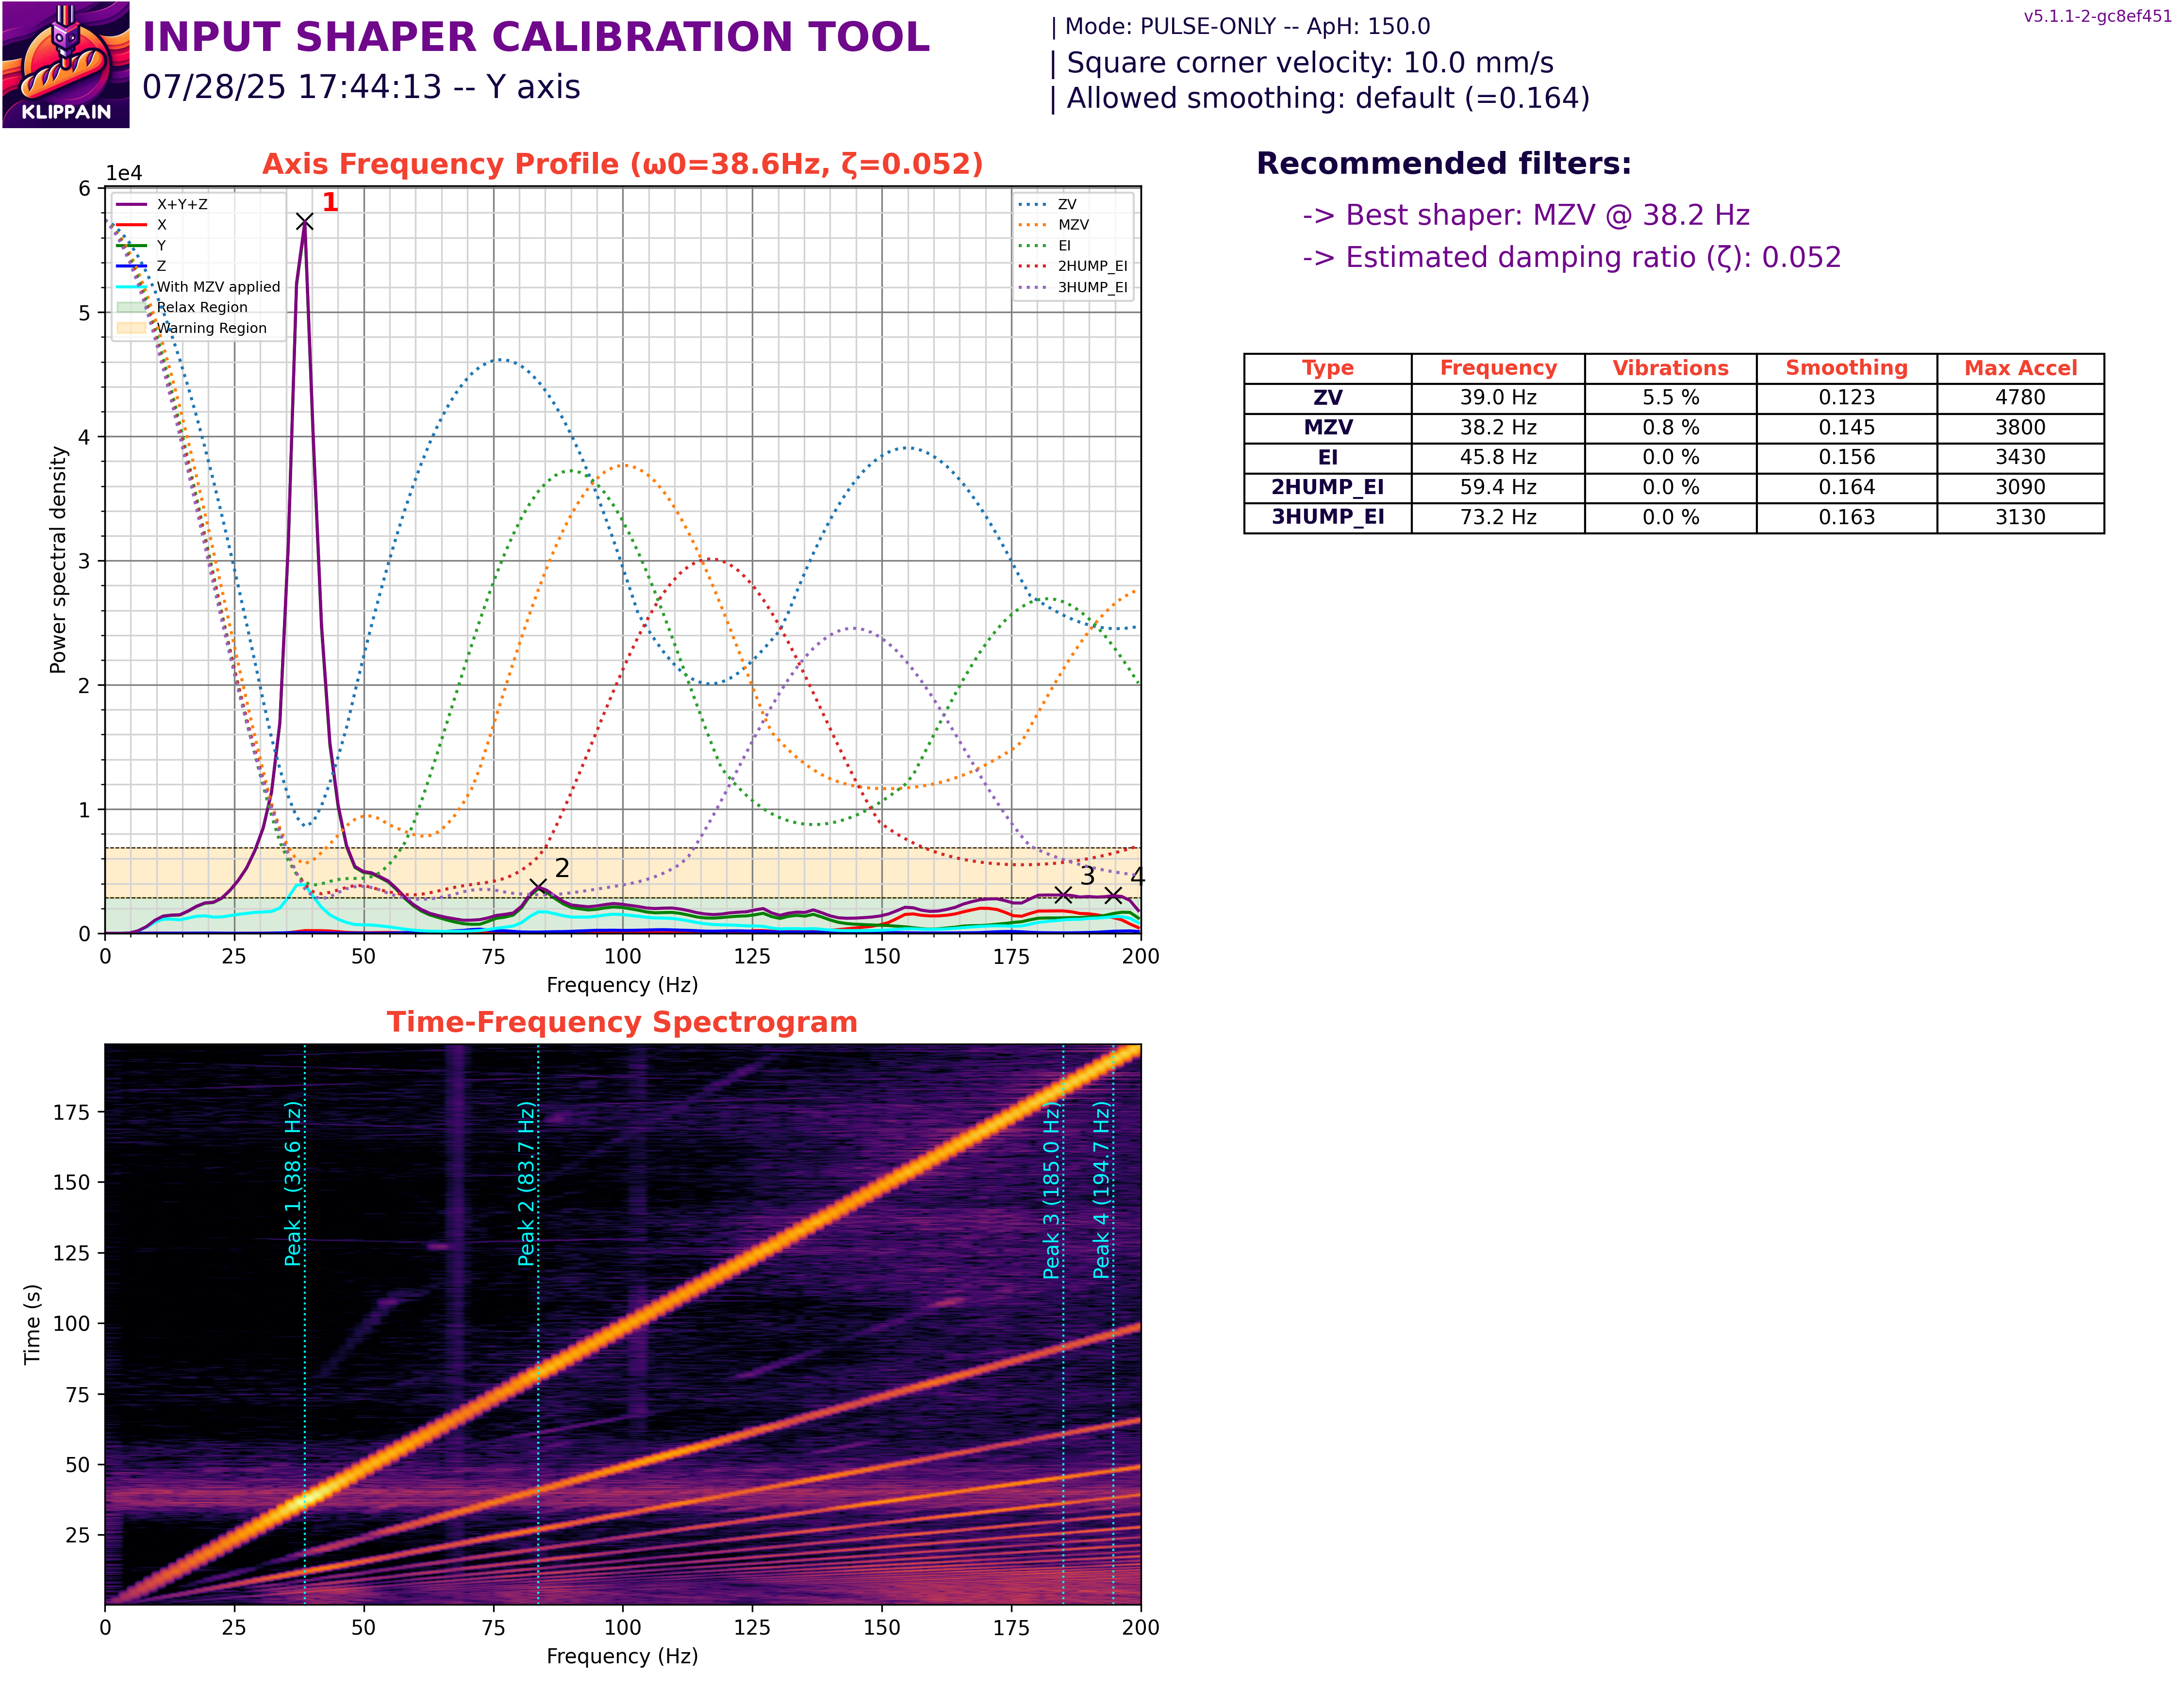 KLIPPAIN
INPUT SHAPER CALIBRATION TOOL
07/28/25 17:44:13 -- Y axis
| Mode: PULSE-ONLY -- ApH: 150.0
| Square corner velocity: 10.0 mm/s
| Allowed smoothing: default (=0.164)
v5.1.1-2-gc8ef451
Axis Frequency Profile (ω0=38.6Hz, ζ=0.052)
1e4
6
5
4
3
2
1
0
Power spectral density
X+Y+Z
X
Y
Z
With MZV applied
Relax Region
Warning Region
ZV
MZV
EI
2HUMP_EI
3HUMP_EI
1
2
3
4
0 25 50 75 100 125 150 175 200
Frequency (Hz)
Recommended filters:
-> Best shaper: MZV @ 38.2 Hz
-> Estimated damping ratio (ζ): 0.052
Type Frequency Vibrations Smoothing Max Accel
ZV 39.0 Hz 5.5 % 0.123 4780
MZV 38.2 Hz 0.8 % 0.145 3800
EI 45.8 Hz 0.0 % 0.156 3430
2HUMP_EI 59.4 Hz 0.0 % 0.164 3090
3HUMP_EI 73.2 Hz 0.0 % 0.163 3130
Time-Frequency Spectrogram
175
150
125
100
75
50
25
Time (s)
Peak 1 (38.6 Hz)
Peak 2 (83.7 Hz)
Peak 3 (185.0 Hz)
Peak 4 (194.7 Hz)
0 25 50 75 100 125 150 175 200
Frequency (Hz)